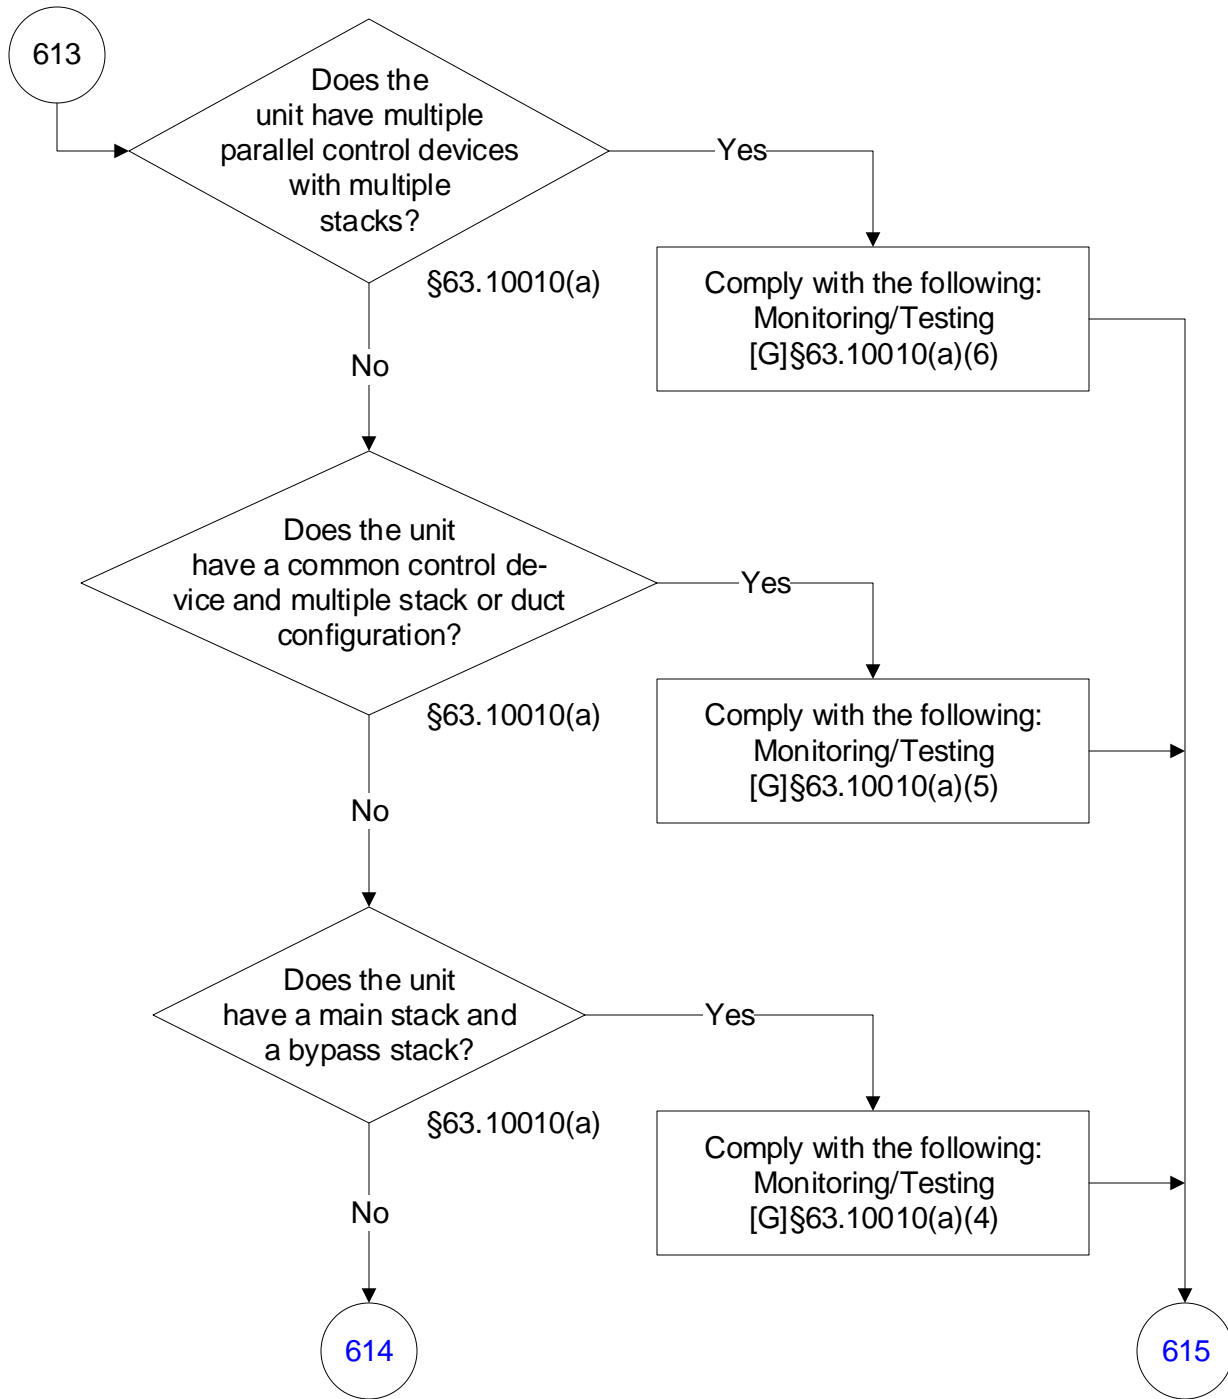 613
Does the
unit have multiple
parallel control devices
with multiple
stacks?
Yes
§63.10010(a)
Comply with the following:
Monitoring/Testing
[G]§63.10010(a)(6)
No
Does the unit
have a common control de-
vice and multiple stack or duct
configuration?
Yes
§63.10010(a)
Comply with the following:
Monitoring/Testing
[G]§63.10010(a)(5)
No
Does the unit
have a main stack and
a bypass stack?
Yes
§63.10010(a)
Comply with the following:
Monitoring/Testing
[G]§63.10010(a)(4)
No
614
615